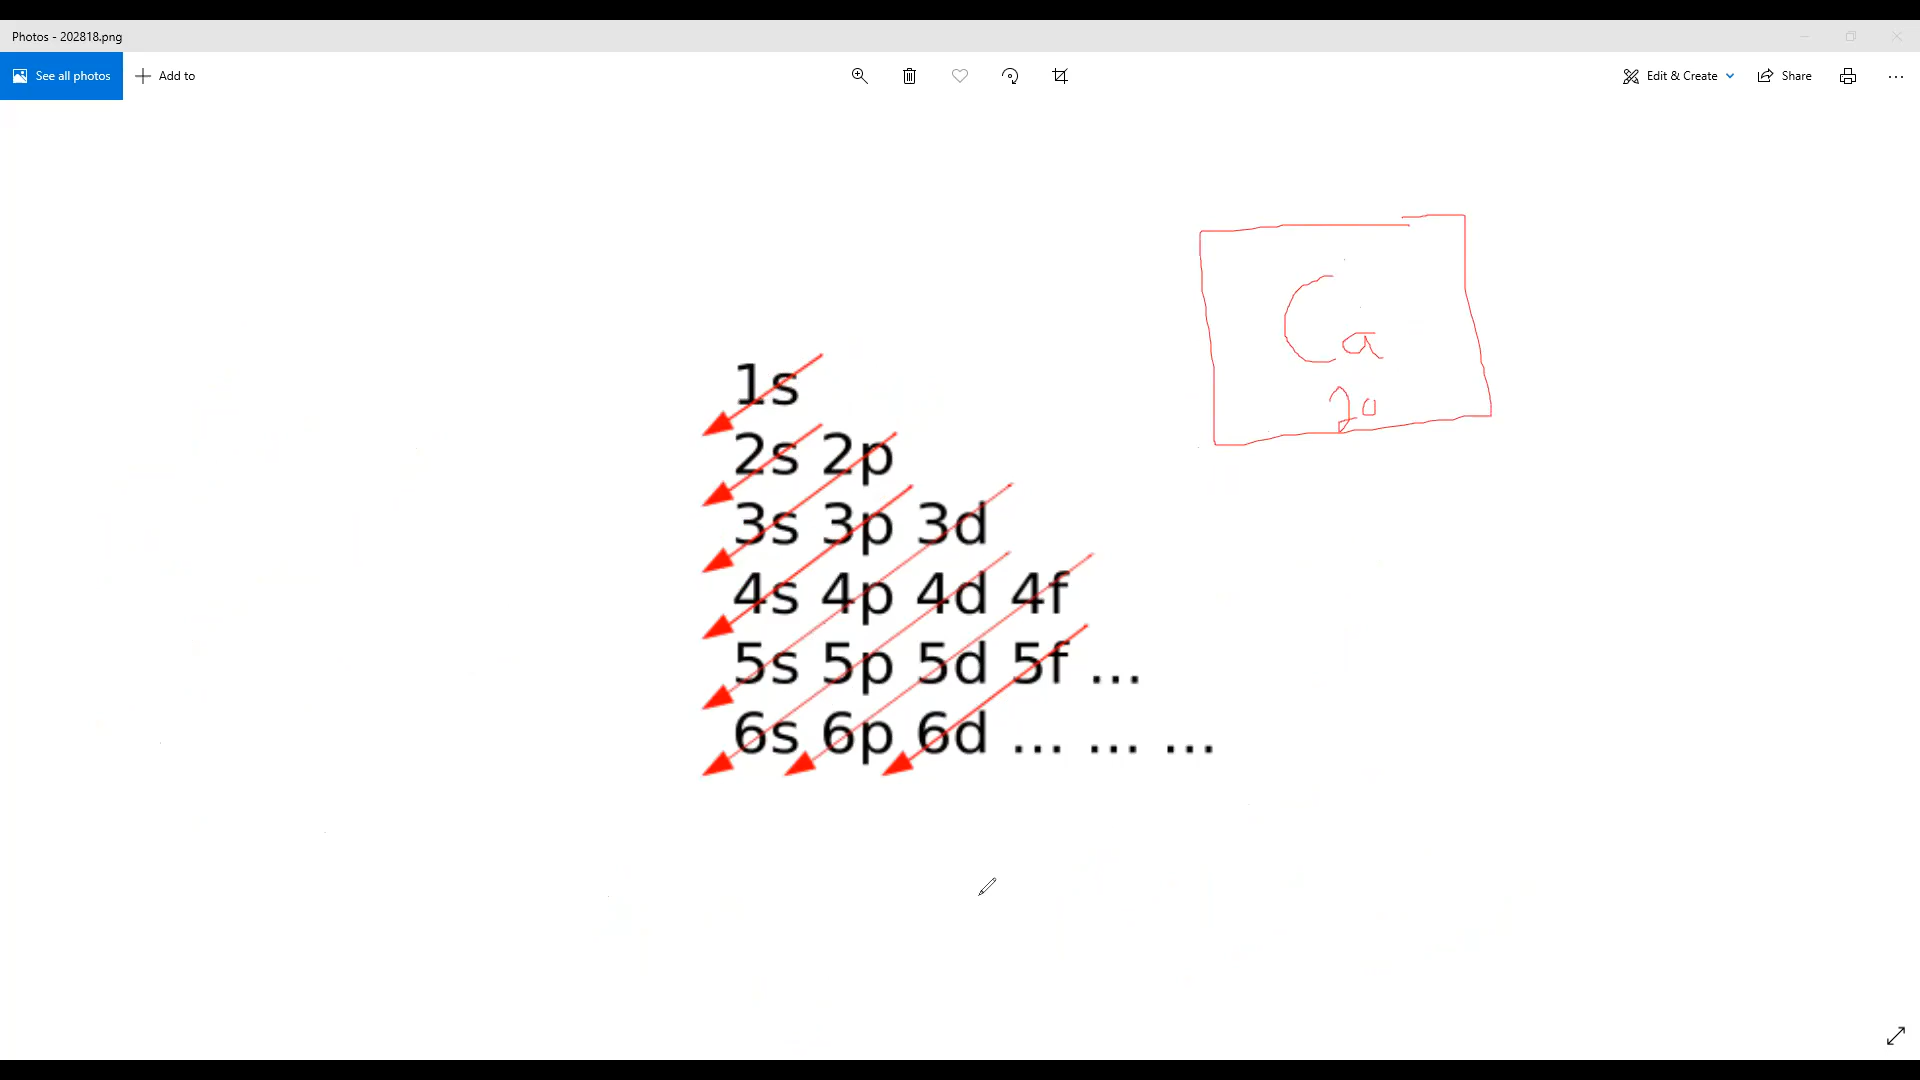 Photos - 202818.png
See all photos Add to Edit & Create Share
Ca
20
1s
2s 2p
3s 3p 3d
4s 4p 4d 4f
5s 5p 5d 5f ...
6s 6p 6d ... ... ...